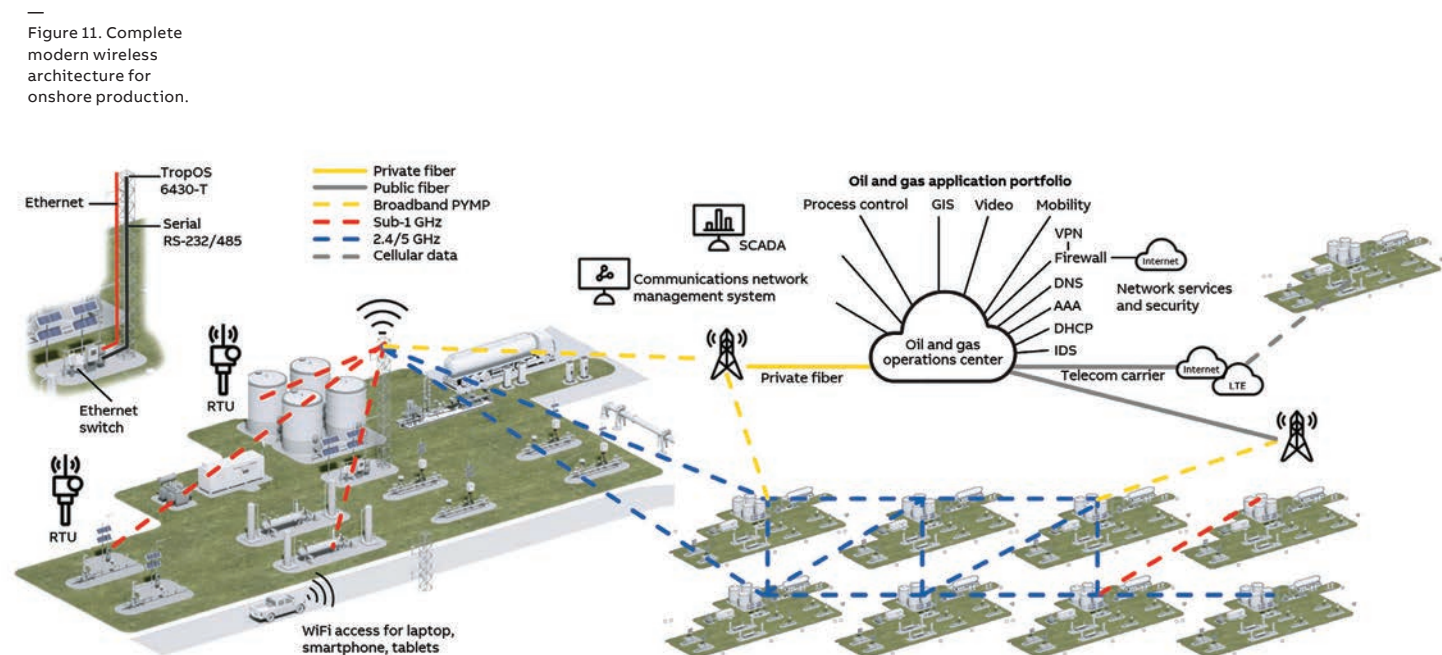 —
Figure 11. Complete
modern wireless
architecture for
onshore production.
TropOS
6430-T
Ethernet
Serial
RS-232/485
Ethernet
switch
Private fiber
Public fiber
Broadband PYMP
Sub-1 GHz
2.4/5 GHz
Cellular data
RTU
RTU
WiFi access for laptop,
smartphone, tablets
SCADA
Communications network
management system
Oil and gas application portfolio
Process control
GIS
Video
Mobility
VPN
Firewall
Internet
DNS
AAA
DHCP
IDS
Network services
and security
Oil and gas
operations center
Private fiber
Telecom carrier
Internet
LTE